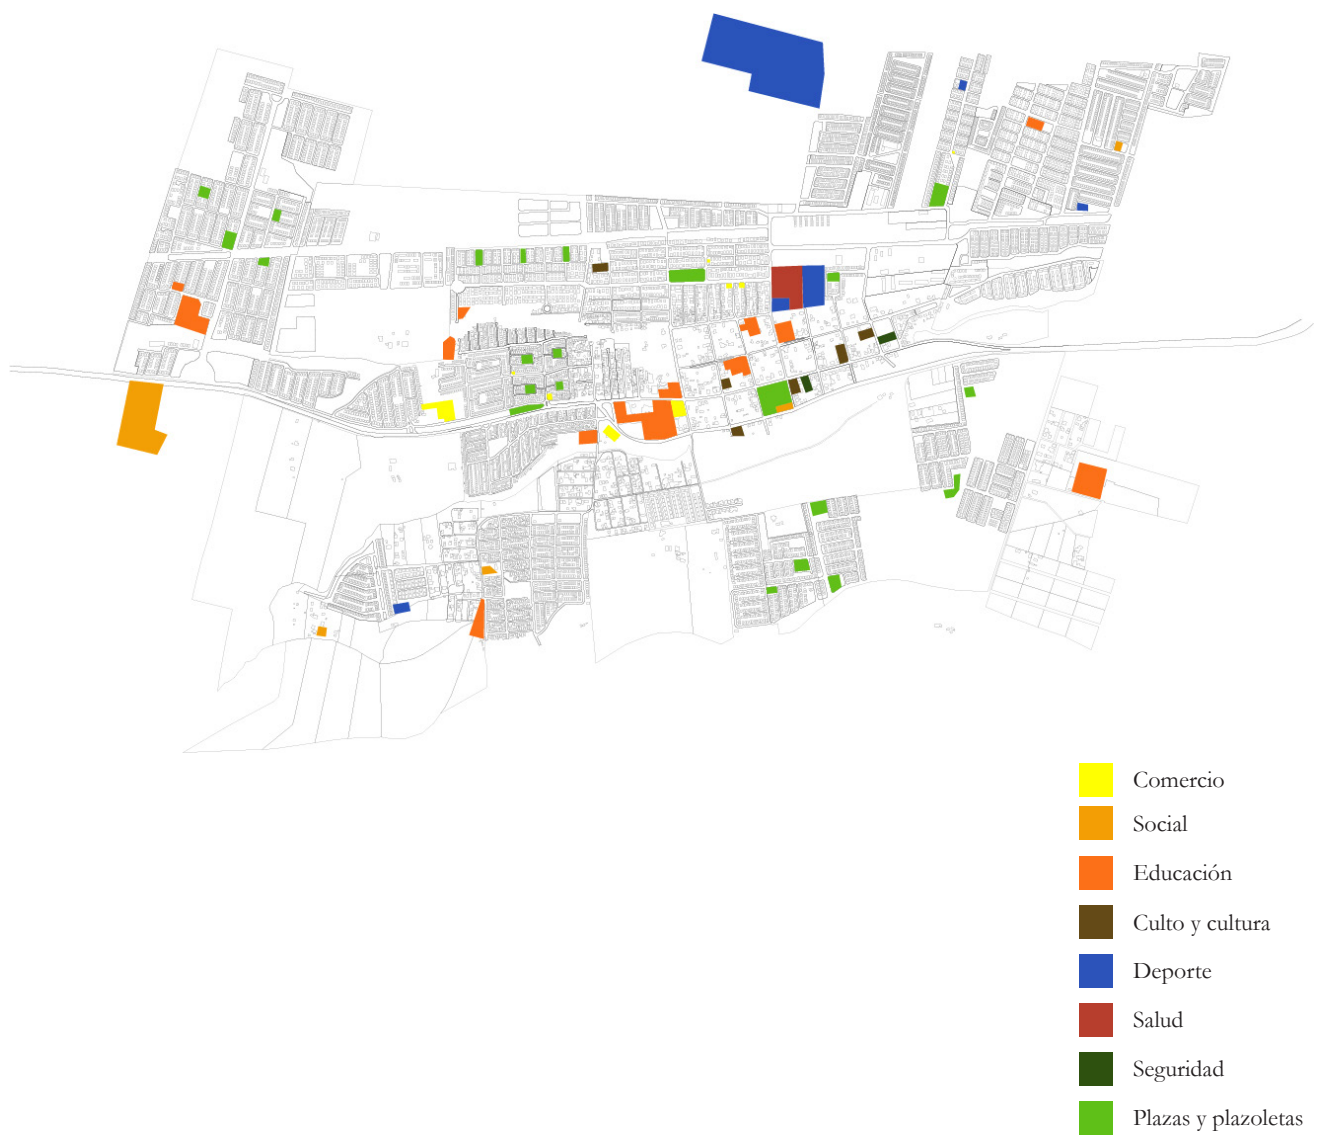 Comercio
Social
Educación
Culto y cultura
Deporte
Salud
Seguridad
Plazas y plazoletas